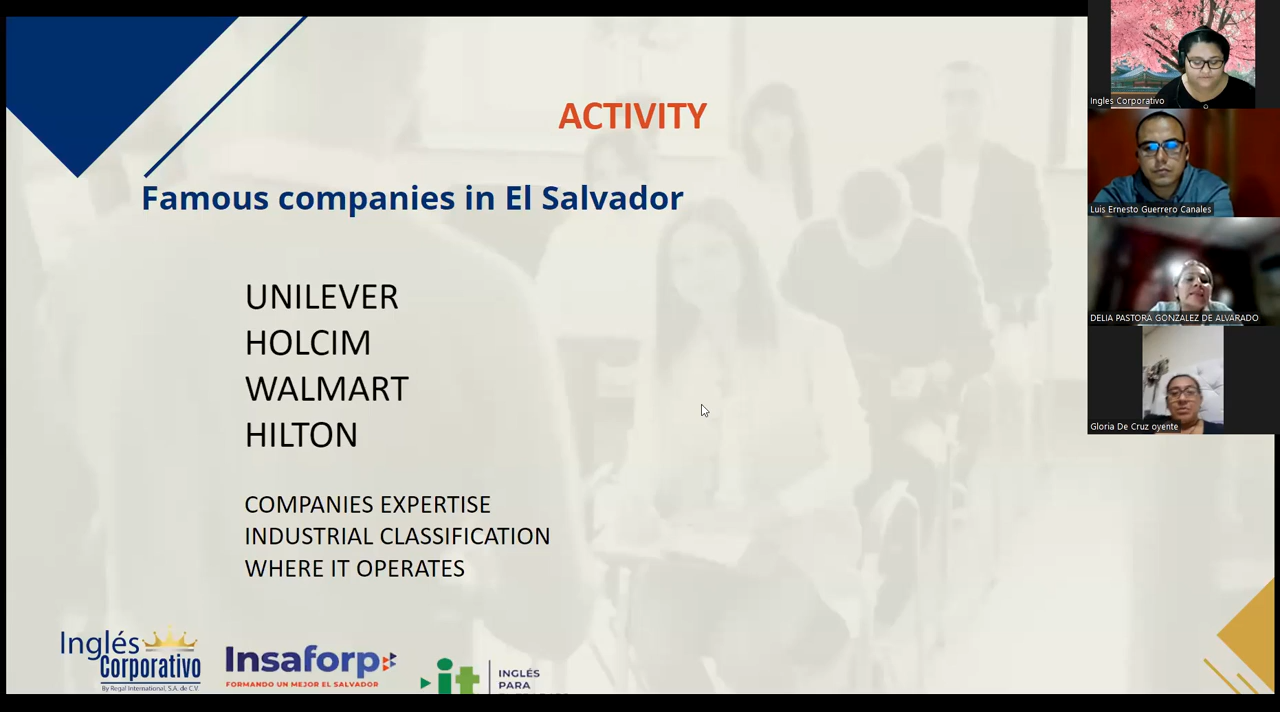 ACTIVITY
Famous companies in El Salvador
UNILEVER
HOLCIM
WALMART
HILTON
COMPANIES EXPERTISE
INDUSTRIAL CLASSIFICATION
WHERE IT OPERATES
Inglés
Corporativo
By Regal International, S.A. de C.V.
Insaforp
FORMANDO UN MEJOR EL SALVADOR
it
INGLÉS
PARA
Ingles Corporativo
Luis Ernesto Guerrero Canales
DELIA PASTORA GONZALEZ DE ALVARADO
Gloria De Cruz oyente